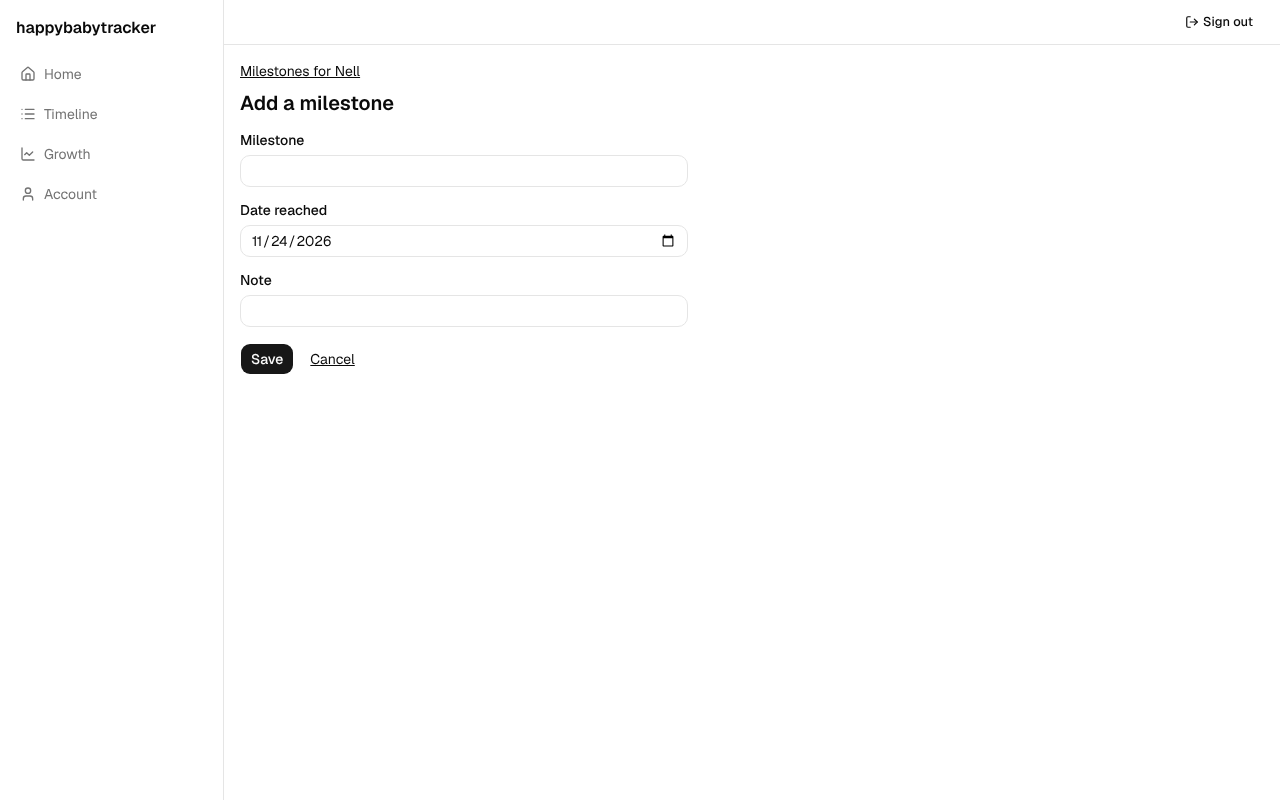 happybabytracker
Sign out
Home
Timeline
Growth
Account
Milestones for Nell
Add a milestone
Milestone
Date reached
11/24/2026
Note
Save
Cancel